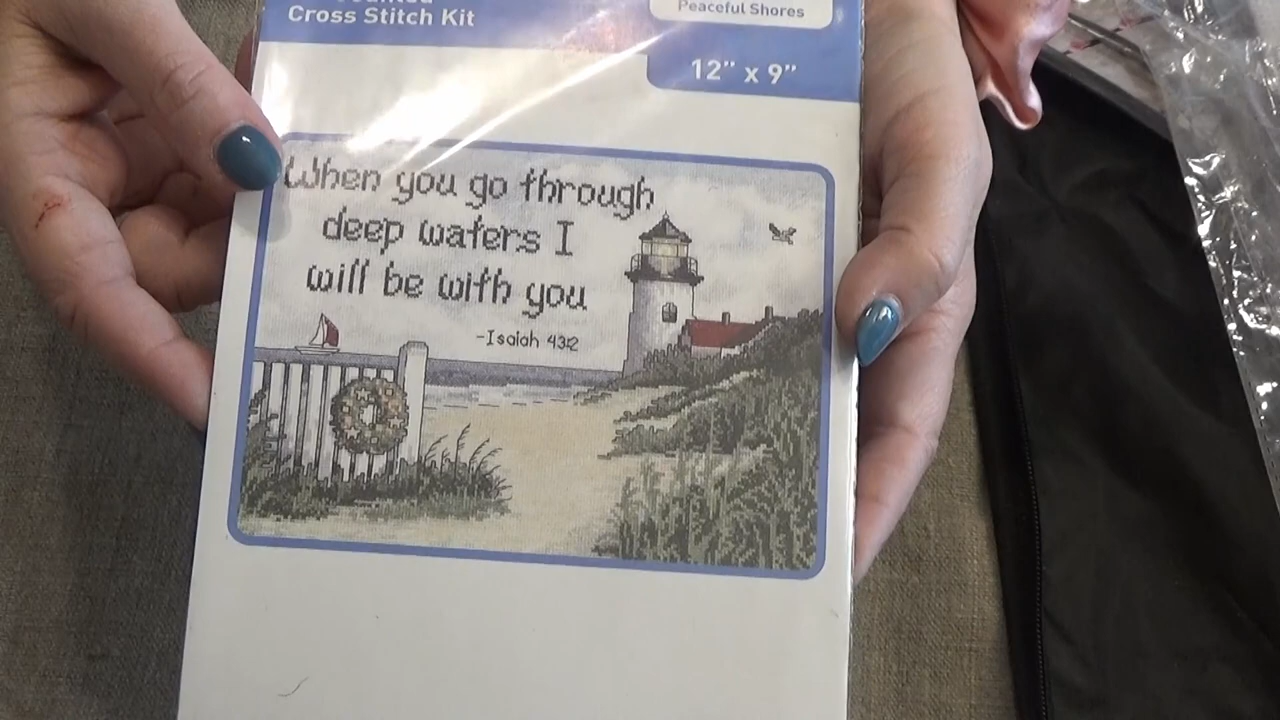 Cross Stitch Kit
Peaceful Shores
12" x 9"
When you go through
deep waters I
will be with you
-Isaiah 43:2